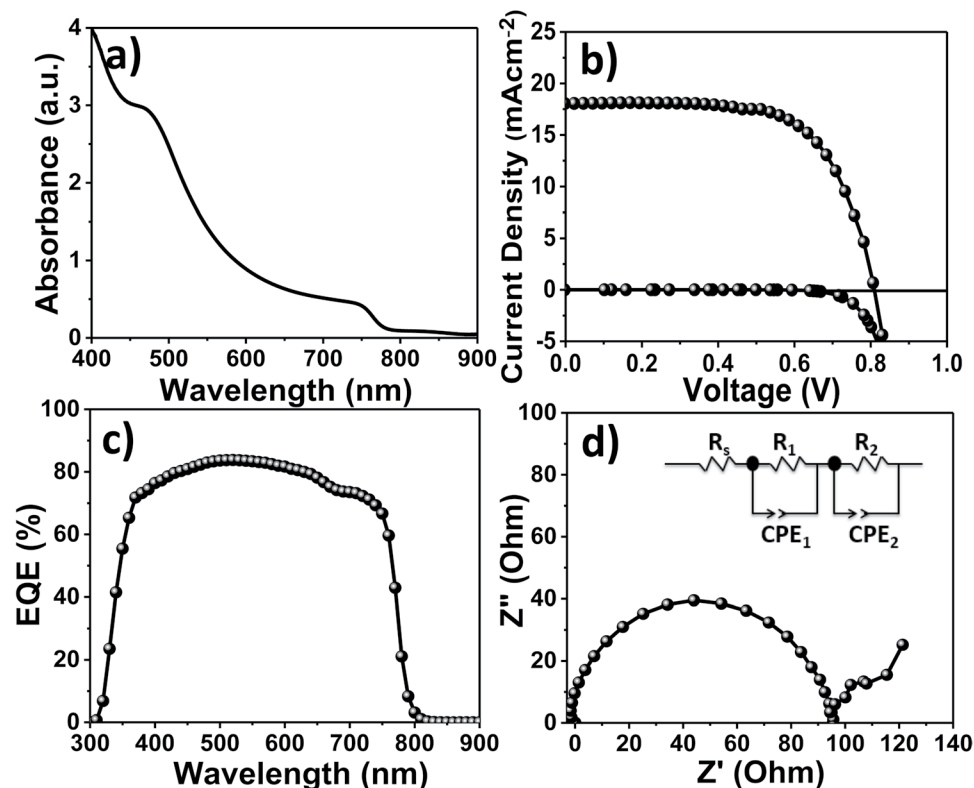 a)
Absorbance (a.u.)
4
3
2
1
0
400 500 600 700 800 900
Wavelength (nm)
b)
Current Density (mAcm⁻²)
25
20
15
10
5
0
-5
0.0 0.2 0.4 0.6 0.8 1.0
Voltage (V)
c)
EQE (%)
100
80
60
40
20
0
300 400 500 600 700 800 900
Wavelength (nm)
d)
Z'' (Ohm)
100
80
60
40
20
0
Rs R1 R2
CPE1 CPE2
0 20 40 60 80 100 120 140
Z' (Ohm)